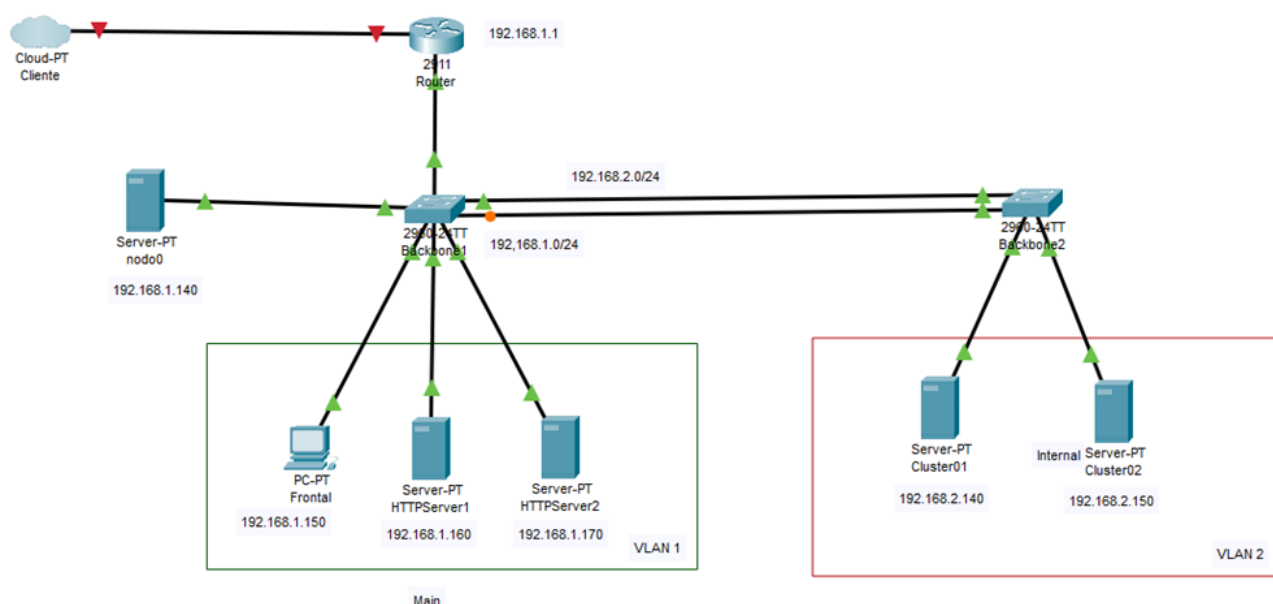 192.168.1.1
Cloud-PT
Cliente
2911
Router
192.168.2.0/24
Server-PT
nodo0
192.168.1.140
2960-24TT
Backbone1
192,168.1.0/24
2960-24TT
Backbone2
PC-PT
Frontal
192.168.1.150
Server-PT
HTTPServer1
192.168.1.160
Server-PT
HTTPServer2
192.168.1.170
VLAN 1
Main
Server-PT
Cluster01
192.168.2.140
Internal
Server-PT
Cluster02
192.168.2.150
VLAN 2